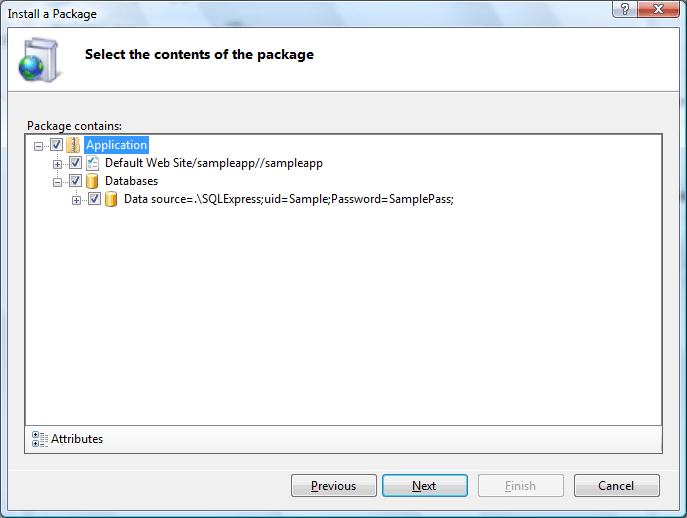 Install a Package
Select the contents of the package
Package contains:
Application
Default Web Site/sampleapp//sampleapp
Databases
Data source=.\SQLExpress;uid=Sample;Password=SamplePass;
Attributes
Previous
Next
Finish
Cancel